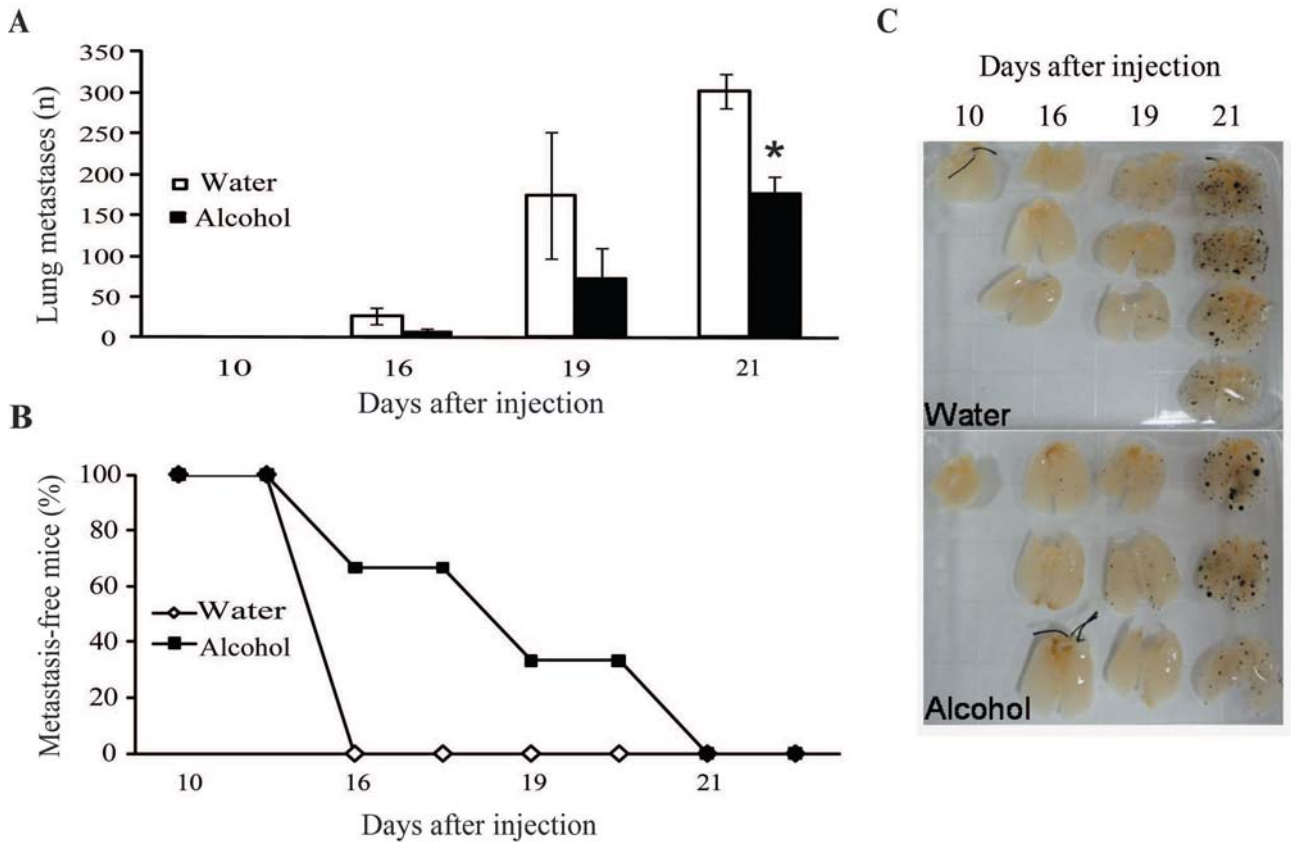 A
Lung metastases (n)
350
300
250
200
150
100
50
0
Water
Alcohol
*
10 16 19 21
Days after injection
B
Metastasis-free mice (%)
100
80
60
40
20
0
Water
Alcohol
10 16 19 21
Days after injection
C
Days after injection
10 16 19 21
Water
Alcohol